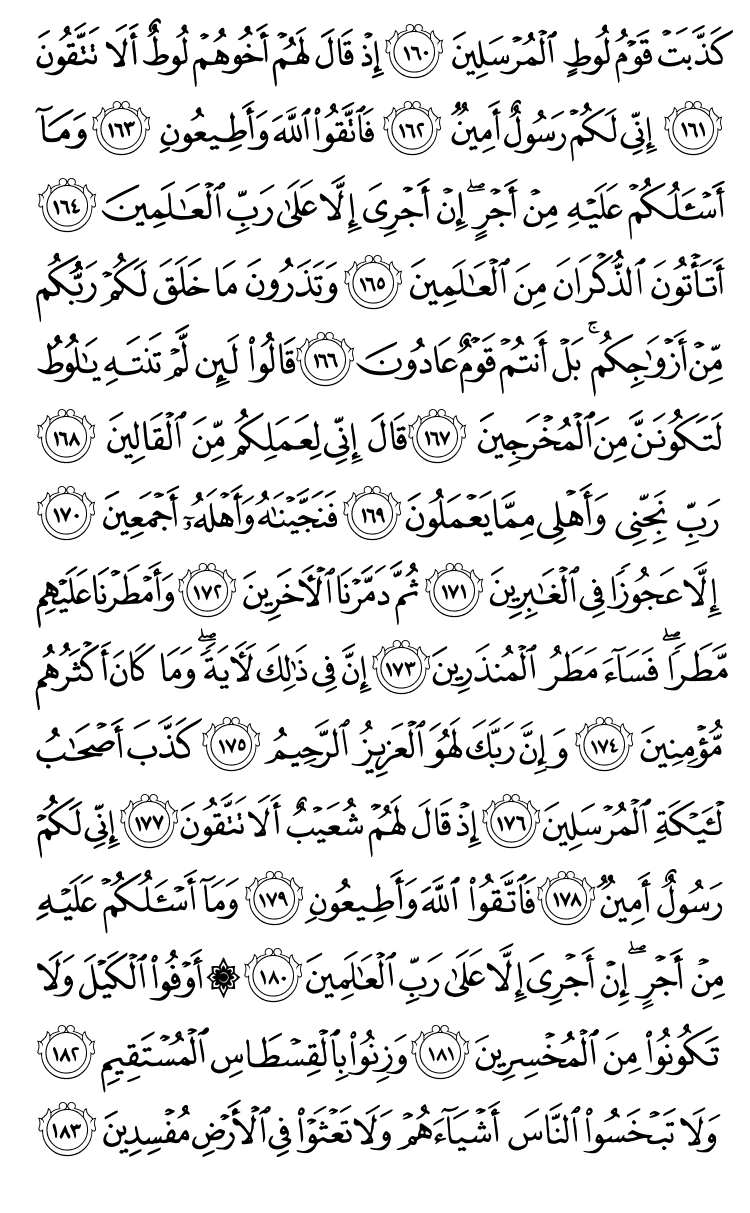 كَذَّبَتْ قَوْمُ لُوطٍ ٱلْمُرْسَلِينَ ١٦٠ إِذْ قَالَ لَهُمْ أَخُوهُمْ لُوطٌ أَلَا تَتَّقُونَ
١٦١ إِنِّى لَكُمْ رَسُولٌ أَمِينٌ ١٦٢ فَٱتَّقُوا۟ ٱللَّهَ وَأَطِيعُونِ ١٦٣ وَمَآ
أَسْـَٔلُكُمْ عَلَيْهِ مِنْ أَجْرٍ ۖ إِنْ أَجْرِىَ إِلَّا عَلَىٰ رَبِّ ٱلْعَـٰلَمِينَ ١٦٤
أَتَأْتُونَ ٱلذُّكْرَانَ مِنَ ٱلْعَـٰلَمِينَ ١٦٥ وَتَذَرُونَ مَا خَلَقَ لَكُمْ رَبُّكُم
مِّنْ أَزْوَٰجِكُم ۚ بَلْ أَنتُمْ قَوْمٌ عَادُونَ ١٦٦ قَالُوا۟ لَئِن لَّمْ تَنتَهِ يَـٰلُوطُ
لَتَكُونَنَّ مِنَ ٱلْمُخْرَجِينَ ١٦٧ قَالَ إِنِّى لِعَمَلِكُم مِّنَ ٱلْقَالِينَ ١٦٨
رَبِّ نَجِّنِى وَأَهْلِى مِمَّا يَعْمَلُونَ ١٦٩ فَنَجَّيْنَـٰهُ وَأَهْلَهُۥٓ أَجْمَعِينَ ١٧٠
إِلَّا عَجُوزًا فِى ٱلْغَـٰبِرِينَ ١٧١ ثُمَّ دَمَّرْنَا ٱلْـَٔاخَرِينَ ١٧٢ وَأَمْطَرْنَا عَلَيْهِم
مَّطَرًا ۖ فَسَآءَ مَطَرُ ٱلْمُنذَرِينَ ١٧٣ إِنَّ فِى ذَٰلِكَ لَـَٔايَةً ۖ وَمَا كَانَ أَكْثَرُهُم
مُّؤْمِنِينَ ١٧٤ وَإِنَّ رَبَّكَ لَهُوَ ٱلْعَزِيزُ ٱلرَّحِيمُ ١٧٥ كَذَّبَ أَصْحَـٰبُ
لْـَٔيْكَةِ ٱلْمُرْسَلِينَ ١٧٦ إِذْ قَالَ لَهُمْ شُعَيْبٌ أَلَا تَتَّقُونَ ١٧٧ إِنِّى لَكُمْ
رَسُولٌ أَمِينٌ ١٧٨ فَٱتَّقُوا۟ ٱللَّهَ وَأَطِيعُونِ ١٧٩ وَمَآ أَسْـَٔلُكُمْ عَلَيْهِ
مِنْ أَجْرٍ ۖ إِنْ أَجْرِىَ إِلَّا عَلَىٰ رَبِّ ٱلْعَـٰلَمِينَ ١٨٠ ۞ أَوْفُوا۟ ٱلْكَيْلَ وَلَا
تَكُونُوا۟ مِنَ ٱلْمُخْسِرِينَ ١٨١ وَزِنُوا۟ بِٱلْقِسْطَاسِ ٱلْمُسْتَقِيمِ ١٨٢
وَلَا تَبْخَسُوا۟ ٱلنَّاسَ أَشْيَآءَهُمْ وَلَا تَعْثَوْا۟ فِى ٱلْأَرْضِ مُفْسِدِينَ ١٨٣